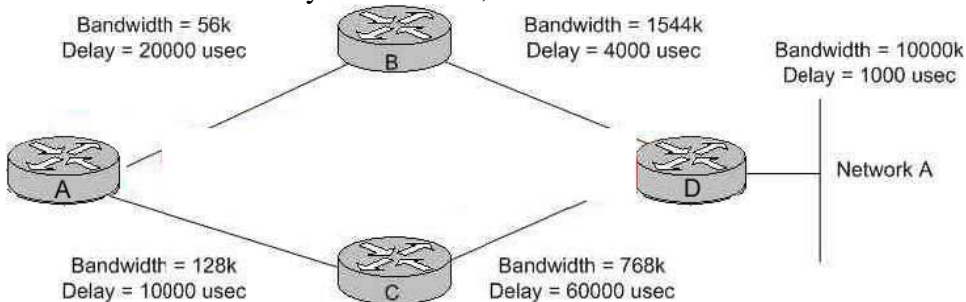 Bandwidth = 56k
Delay = 20000 usec
B
Bandwidth = 1544k
Delay = 4000 usec
Bandwidth = 10000k
Delay = 1000 usec
A
D
Network A
Bandwidth = 128k
Delay = 10000 usec
C
Bandwidth = 768k
Delay = 60000 usec